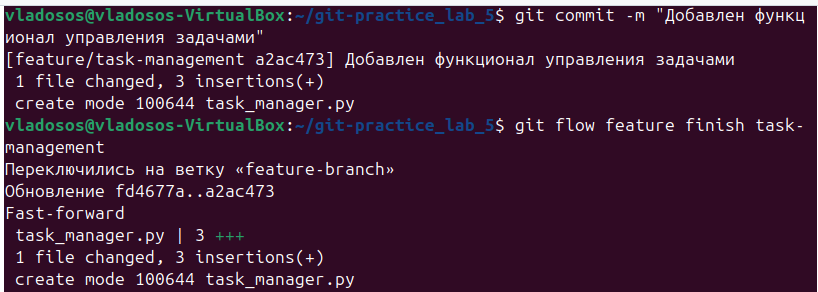 vladosos@vladosos-VirtualBox:~/git-practice_lab_5$ git commit -m "Добавлен функц
ионал управления задачами"
[feature/task-management a2ac473] Добавлен функционал управления задачами
 1 file changed, 3 insertions(+)
 create mode 100644 task_manager.py
vladosos@vladosos-VirtualBox:~/git-practice_lab_5$ git flow feature finish task-
management
Переключились на ветку «feature-branch»
Обновление fd4677a..a2ac473
Fast-forward
 task_manager.py | 3 +++
 1 file changed, 3 insertions(+)
 create mode 100644 task_manager.py